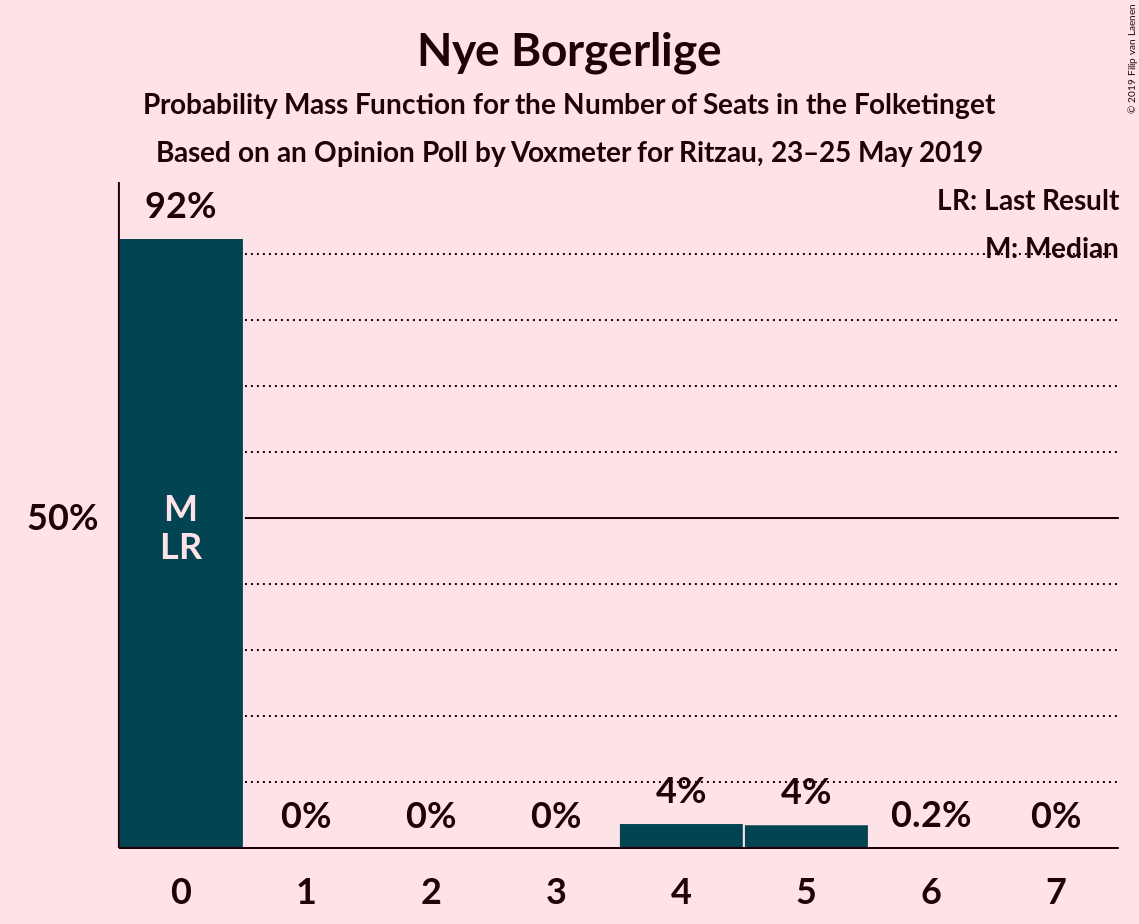 Nye Borgerlige
Probability Mass Function for the Number of Seats in the Folketinget
Based on an Opinion Poll by Voxmeter for Ritzau, 23–25 May 2019
© 2019 Filip van Laenen
LR: Last Result
M: Median
92%
50%
M
LR
0%
0%
0%
4%
4%
0.2%
0%
0
1
2
3
4
5
6
7